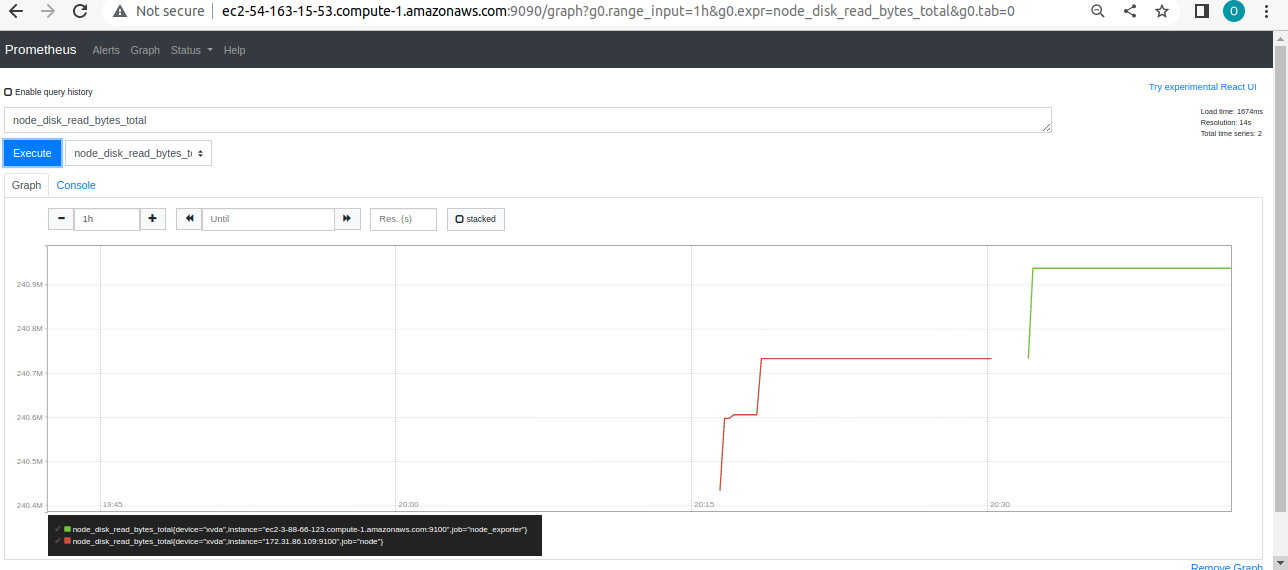 Not secure ec2-54-163-15-53.compute-1.amazonaws.com:9090/graph?g0.range_input=1h&g0.expr=node_disk_read_bytes_total&g0.tab=0 O
Prometheus Alerts Graph Status Help
Enable query history
Try experimental React UI
node_disk_read_bytes_total
Load time: 1674ms
Resolution: 14s
Total time series: 2
Execute node_disk_read_bytes_t
Graph Console
1h Until Res. (s) stacked
240.9M
240.8M
240.7M
240.6M
240.5M
240.4M
19:45 20:00 20:15 20:30
node_disk_read_bytes_total{device="xvda",instance="ec2-3-88-66-123.compute-1.amazonaws.com:9100",job="node_exporter"}
node_disk_read_bytes_total{device="xvda",instance="172.31.86.109:9100",job="node"}
Remove Graph